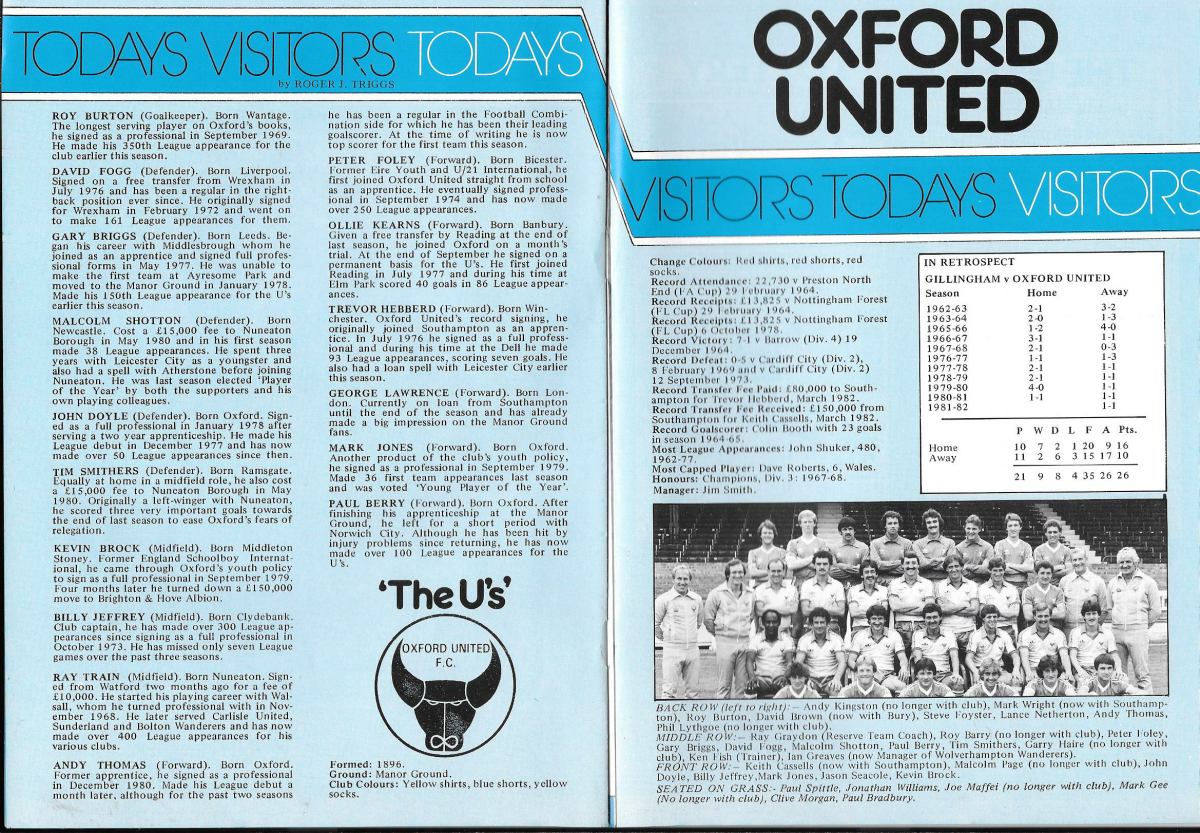 TODAYS VISITORS TODAYS
by ROGER J. TRIGGS
ROY BURTON (Goalkeeper). Born Wantage.
The longest serving player on Oxford's books,
he signed as a professional in September 1969.
He made his 350th League appearance for the
club earlier this season.
DAVID FOGG (Defender). Born Liverpool.
Signed on a free transfer from Wrexham in
July 1976 and has been a regular in the right-
back position ever since. He originally signed
for Wrexham in February 1972 and went on
to make 161 League appearances for them.
GARY BRIGGS (Defender). Born Leeds. Be-
gan his career with Middlesbrough whom he
joined as an apprentice and signed full profes-
sional forms in May 1977. He was unable to
make the first team at Ayresome Park and
moved to the Manor Ground in January 1978.
Made his 150th League appearance for the U's
earlier this season.
MALCOLM SHOTTON (Defender). Born
Newcastle. Cost a £15,000 fee to Nuneaton
Borough in May 1980 and in his first season
made 38 League appearances. He spent three
years with Leicester City as a youngster and
also had a spell with Atherstone before joining
Nuneaton. He was last season elected 'Player
of the Year' by both the supporters and his
own playing colleagues.
JOHN DOYLE (Defender). Born Oxford. Sign-
ed as a full professional in January 1978 after
serving a two year apprenticeship. He made his
League debut in December 1977 and has now
made over 50 League appearances since then.
TIM SMITHERS (Defender). Born Ramsgate.
Equally at home in a midfield role, he also cost
a £15,000 fee to Nuneaton Borough in May
1980. Originally a left-winger with Nuneaton,
he scored three very important goals towards
the end of last season to ease Oxford's fears of
relegation.
KEVIN BROCK (Midfield). Born Middleton
Stoney. Former England Schoolboy Internat-
ional, he came through Oxford's youth policy
to sign as a full professional in September 1979.
Four months later he turned down a £150,000
move to Brighton & Hove Albion.
BILLY JEFFREY (Midfield). Born Clydebank.
Club captain, he has made over 300 League ap-
pearances since signing as a full professional in
October 1973. He has missed only seven League
games over the past three seasons.
RAY TRAIN (Midfield). Born Nuneaton. Sign-
ed from Watford two months ago for a fee of
£10,000. He started his playing career with Wal-
sall, whom he turned professional with in Nov-
ember 1968. He later served Carlisle United,
Sunderland and Bolton Wanderers and has now
made over 400 League appearances for his
various clubs.
ANDY THOMAS (Forward). Born Oxford.
Former apprentice, he signed as a professional
in December 1980. Made his League debut a
month later, although for the past two seasons
he has been a regular in the Football Combi-
nation side for which he has been their leading
goalscorer. At the time of writing he is now
top scorer for the first team this season.
PETER FOLEY (Forward). Born Bicester.
Former Eire Youth and U/21 International, he
first joined Oxford United straight from school
as an apprentice. He eventually signed profess-
ional in September 1974 and has now made
over 250 League appearances.
OLLIE KEARNS (Forward). Born Banbury.
Given a free transfer by Reading at the end of
last season, he joined Oxford on a month's
trial. At the end of September he signed on a
permanent basis for the U's. He first joined
Reading in July 1977 and during his time at
Elm Park scored 40 goals in 86 League appear-
ances.
TREVOR HEBBERD (Forward). Born Win-
chester. Oxford United's record signing, he
originally joined Southampton as an appren-
tice. In July 1976 he signed as a full profess-
ional and during his time at the Dell he made
93 League appearances, scoring seven goals. He
also had a loan spell with Leicester City earlier
this season.
GEORGE LAWRENCE (Forward). Born Lon-
don. Currently on loan from Southampton
until the end of the season and has already
made a big impression on the Manor Ground
fans.
MARK JONES (Forward). Born Oxford.
Another product of the club's youth policy,
he signed as a professional in September 1979.
Made 36 first team appearances last season
and was voted 'Young Player of the Year'.
PAUL BERRY (Forward). Born Oxford. After
finishing his apprenticeship at the Manor
Ground, he left for a short period with
Norwich City. Although he has been hit by
injury problems since returning, he has now
made over 100 League appearances for the
U's.
'The U's'
OXFORD UNITED
F.C.
Formed: 1896.
Ground: Manor Ground.
Club Colours: Yellow shirts, blue shorts, yellow
socks.
OXFORD
UNITED
VISITORS TODAYS VISITORS
Change Colours: Red shirts, red shorts, red
socks.
Record Attendance: 22,730 v Preston North
End (FA Cup) 29 February 1964.
Record Receipts: £13,825 v Nottingham Forest
(FL Cup) 29 February 1964.
Record Receipts: £13,825 v Nottingham Forest
(FL Cup) 6 October 1978.
Record Victory: 7-1 v Barrow (Div. 4) 19
December 1964.
Record Defeat: 0-5 v Cardiff City (Div. 2),
8 February 1969 and v Cardiff City (Div. 2)
12 September 1973.
Record Transfer Fee Paid: £80,000 to South-
ampton for Trevor Hebberd, March 1982.
Record Transfer Fee Received: £150,000 from
Southampton for Keith Cassells, March 1982.
Record Goalscorer: Colin Booth with 23 goals
in season 1964-65.
Most League Appearances: John Shuker, 480,
1962-77.
Most Capped Player: Dave Roberts, 6, Wales.
Honours: Champions, Div. 3: 1967-68.
Manager: Jim Smith.
IN RETROSPECT
GILLINGHAM v OXFORD UNITED
Season Home Away
1962-63 2-1 3-2
1963-64 2-0 1-3
1965-66 1-2 4-0
1966-67 3-1 1-1
1967-68 2-1 0-3
1976-77 1-1 1-3
1977-78 2-1 1-1
1978-79 2-1 1-1
1979-80 4-0 1-1
1980-81 1-1 1-1
1981-82 1-1
P W D L F A Pts.
Home 10 7 2 1 20 9 16
Away 11 2 6 3 15 17 10
21 9 8 4 35 26 26
BACK ROW (left to right):– Andy Kingston (no longer with club), Mark Wright (now with Southamp-
ton), Roy Burton, David Brown (now with Bury), Steve Foyster, Lance Netherton, Andy Thomas,
Phil Lythgoe (no longer with club).
MIDDLE ROW:– Ray Graydon (Reserve Team Coach), Roy Barry (no longer with club), Peter Foley,
Gary Briggs, David Fogg, Malcolm Shotton, Paul Berry, Tim Smithers, Garry Haire (no longer with
club), Ken Fish (Trainer), Ian Greaves (now Manager of Wolverhampton Wanderers).
FRONT ROW:– Keith Cassells (now with Southampton), Malcolm Page (no longer with club), John
Doyle, Billy Jeffrey,Mark Jones, Jason Seacole, Kevin Brock.
SEATED ON GRASS:- Paul Spittle, Jonathan Williams, Joe Maffei (no longer with club), Mark Gee
(No longer with club), Clive Morgan, Paul Bradbury.